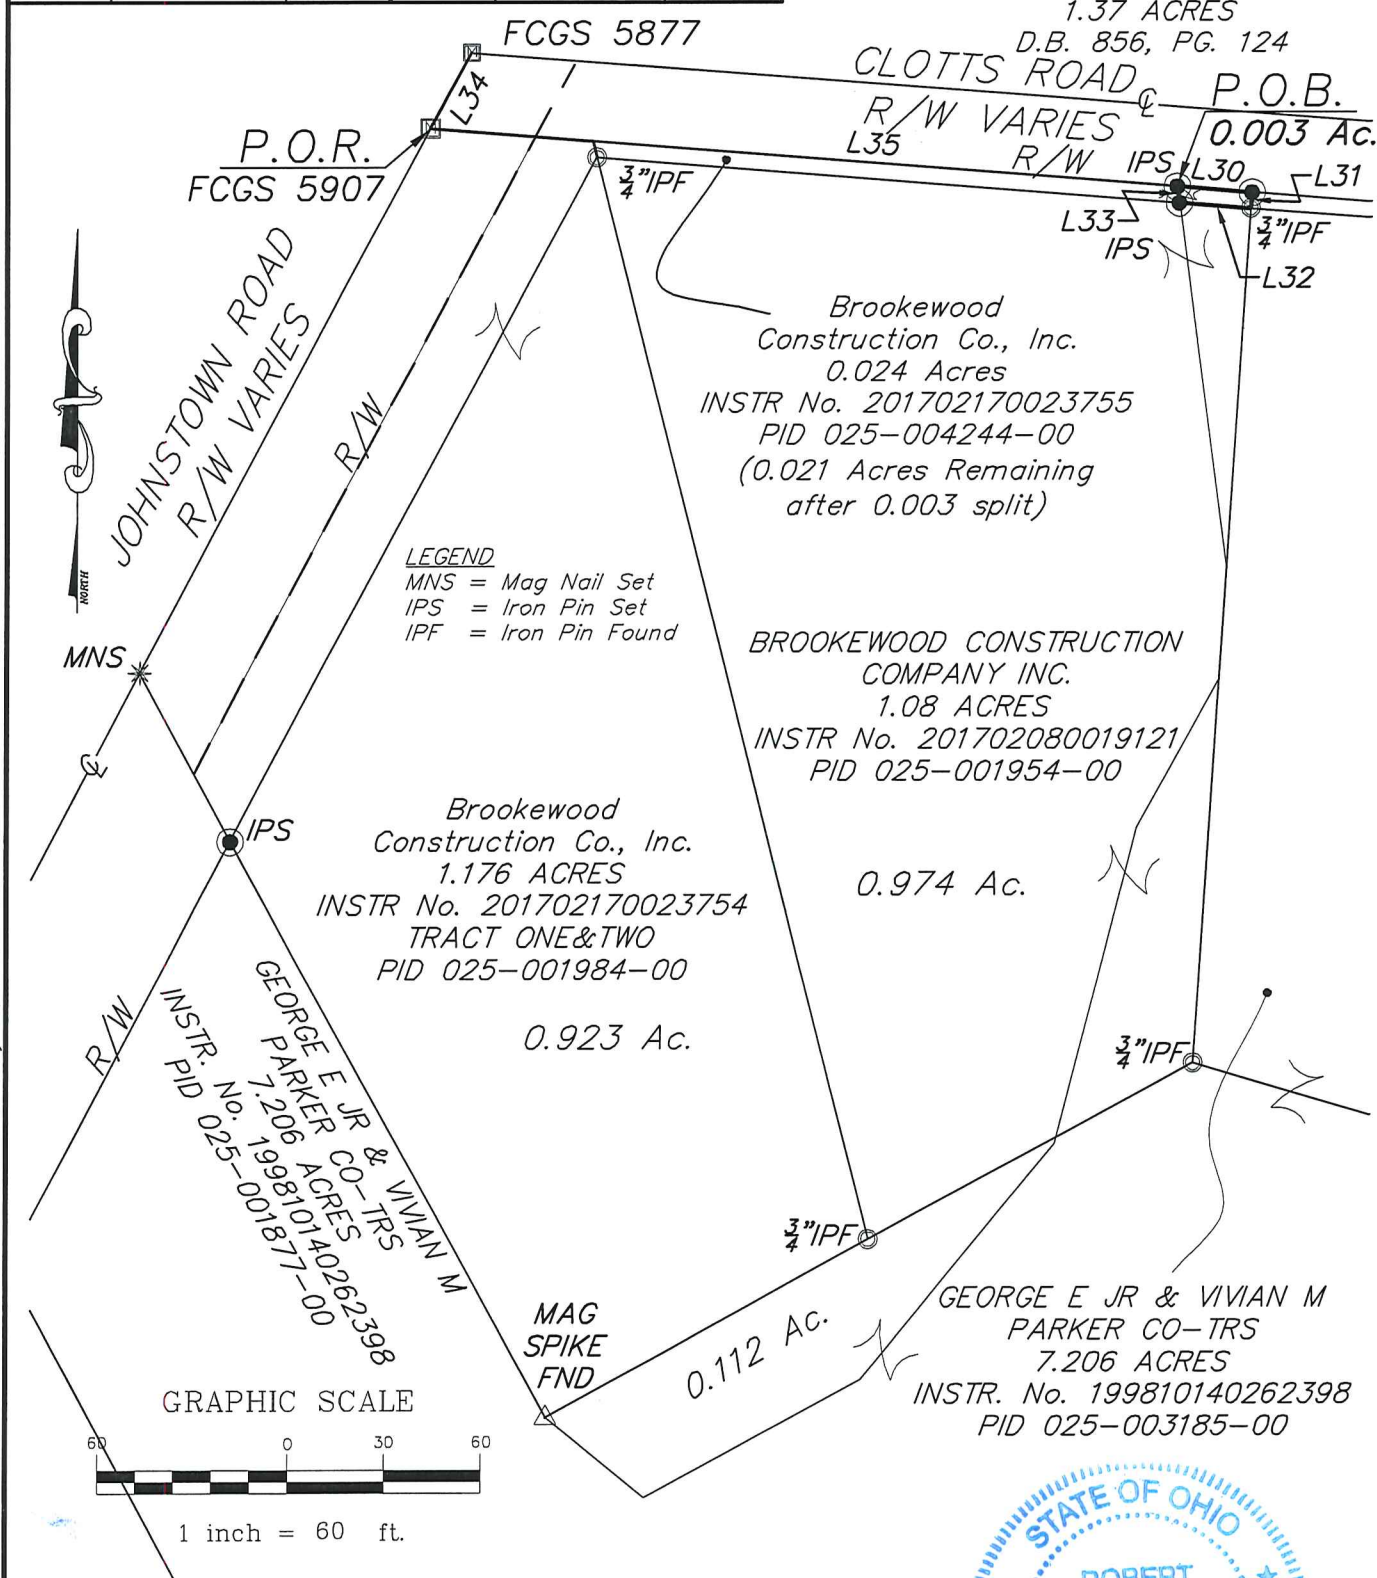 1.37 ACRES
D.B. 856, PG. 124
FCGS 5877
CLOTTS ROAD
R/W VARIES
℄
P.O.B.
0.003 Ac.
L34
P.O.R.
FCGS 5907
L35
R/W
IPS
L30
L31
3/4"IPF
L33
IPS
3/4"IPF
L32
JOHNSTOWN ROAD
R/W VARIES
R/W
NORTH
Brookewood
Construction Co., Inc.
0.024 Acres
INSTR No. 201702170023755
PID 025-004244-00
(0.021 Acres Remaining
after 0.003 split)
LEGEND
MNS = Mag Nail Set
IPS = Iron Pin Set
IPF = Iron Pin Found
MNS
℄
BROOKEWOOD CONSTRUCTION
COMPANY INC.
1.08 ACRES
INSTR No. 201702080019121
PID 025-001954-00
0.974 Ac.
IPS
Brookewood
Construction Co., Inc.
1.176 ACRES
INSTR No. 201702170023754
TRACT ONE&TWO
PID 025-001984-00
0.923 Ac.
R/W
GEORGE E JR & VIVIAN M
PARKER CO-TRS
7.206 ACRES
INSTR. No. 199810140262398
PID 025-001877-00
3/4"IPF
3/4"IPF
MAG
SPIKE
FND
0.112 Ac.
GEORGE E JR & VIVIAN M
PARKER CO-TRS
7.206 ACRES
INSTR. No. 199810140262398
PID 025-003185-00
GRAPHIC SCALE
60 0 30 60
1 inch = 60 ft.
STATE OF OHIO
ROBERT